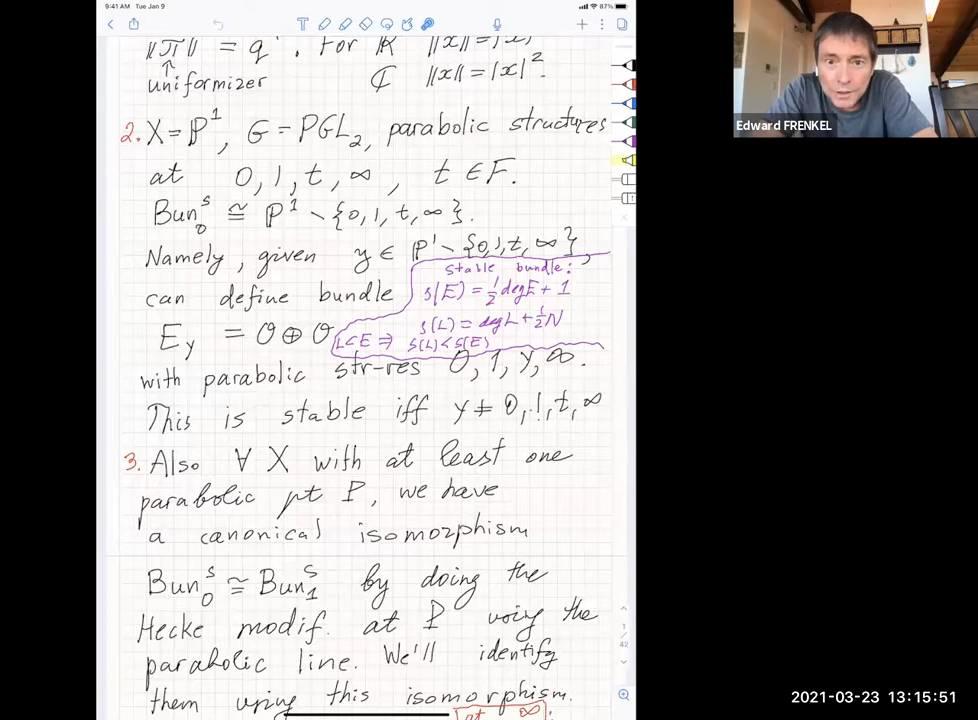 9:41 AM Tue Jan 9
87%
||π|| = q . For ℝ ||x|| = |x|,
uniformizer ℂ ||x|| = |x|².
2. X = ℙ¹, G = PGL₂, parabolic structures
at 0, 1, t, ∞ , t ∈ F.
Bun₀ˢ ≅ ℙ¹ \ {0, 1, t, ∞}.
Namely, given y ∈ ℙ¹ \ {0, 1, t, ∞},
can define bundle
stable bundle:
s(E) = ½ deg E + 1
s(L) = deg L + ½ N
L ⊂ E ⇒ s(L) < s(E)
E_y = O ⊕ O
with parabolic str-res 0, 1, y, ∞.
This is stable iff y ≠ 0, 1, t, ∞
3. Also ∀ X with at least one
parabolic pt P, we have
a canonical isomorphism
Bun₀ˢ ≅ Bun₁ˢ by doing the
Hecke modif. at P using the
parabolic line. We'll identify
them using this isomorphism.
at ∞
1
/
42
Edward FRENKEL
2021-03-23 13:15:51